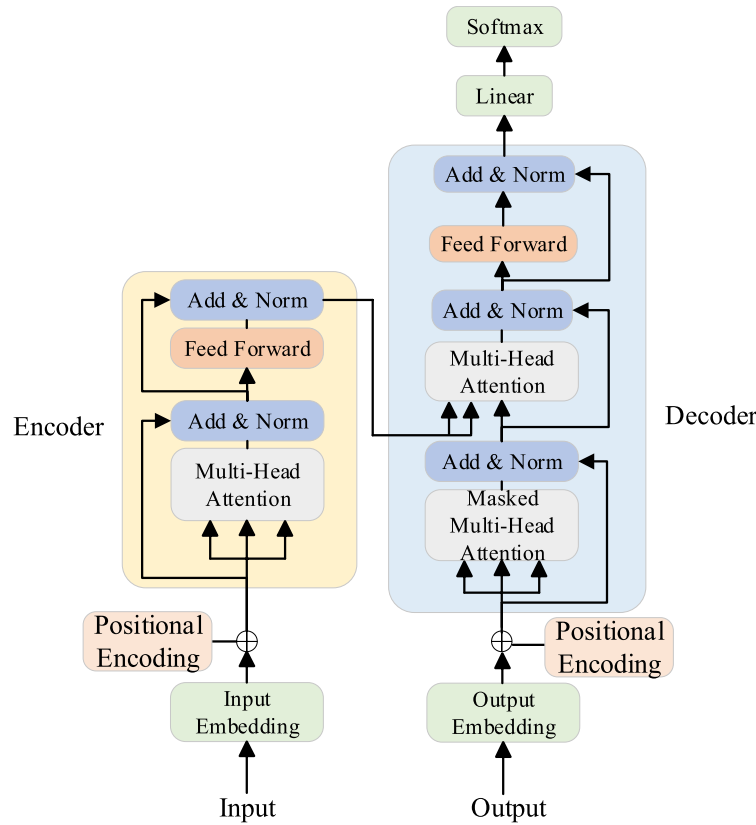 Softmax
Linear
Add & Norm
Feed Forward
Add & Norm
Multi-Head
Attention
Add & Norm
Masked
Multi-Head
Attention
Decoder
Positional
Encoding
Output
Embedding
Output
Add & Norm
Feed Forward
Add & Norm
Multi-Head
Attention
Encoder
Positional
Encoding
Input
Embedding
Input